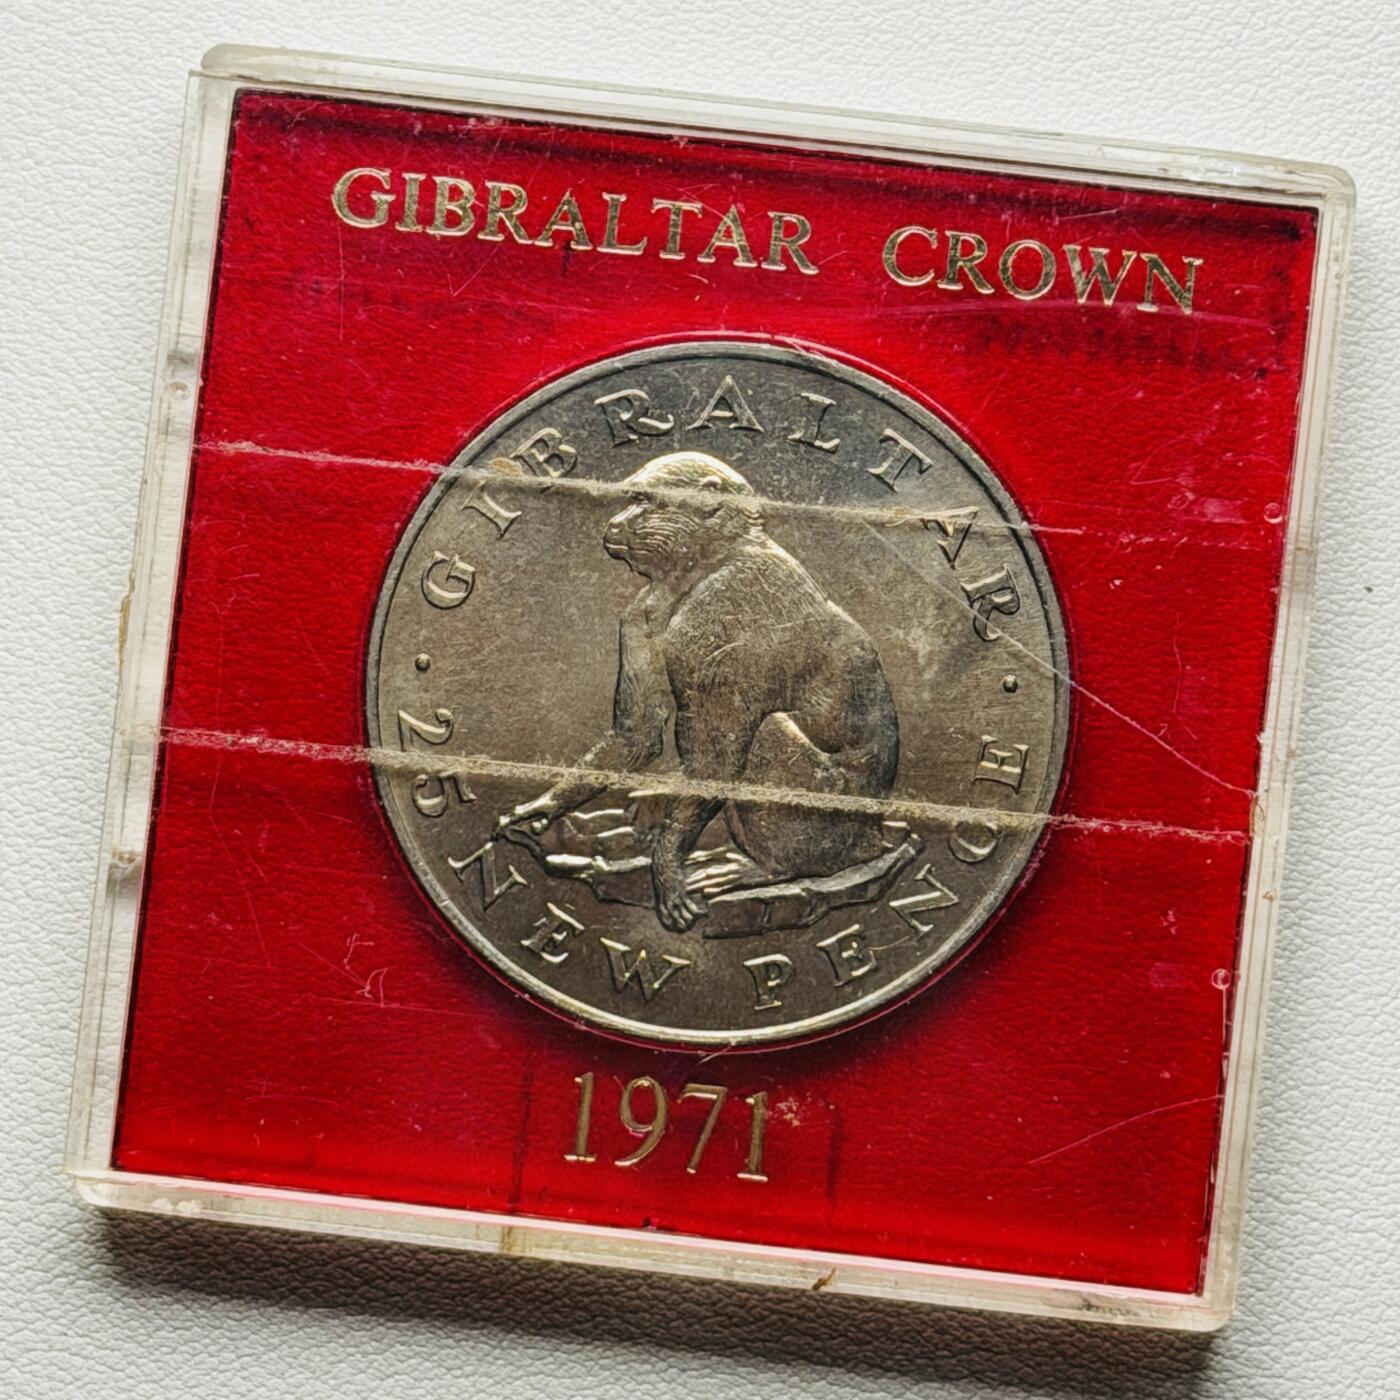 GIBRALTAR CROWN
· GIBRALTAR ·
25 NEW PENCE
1971